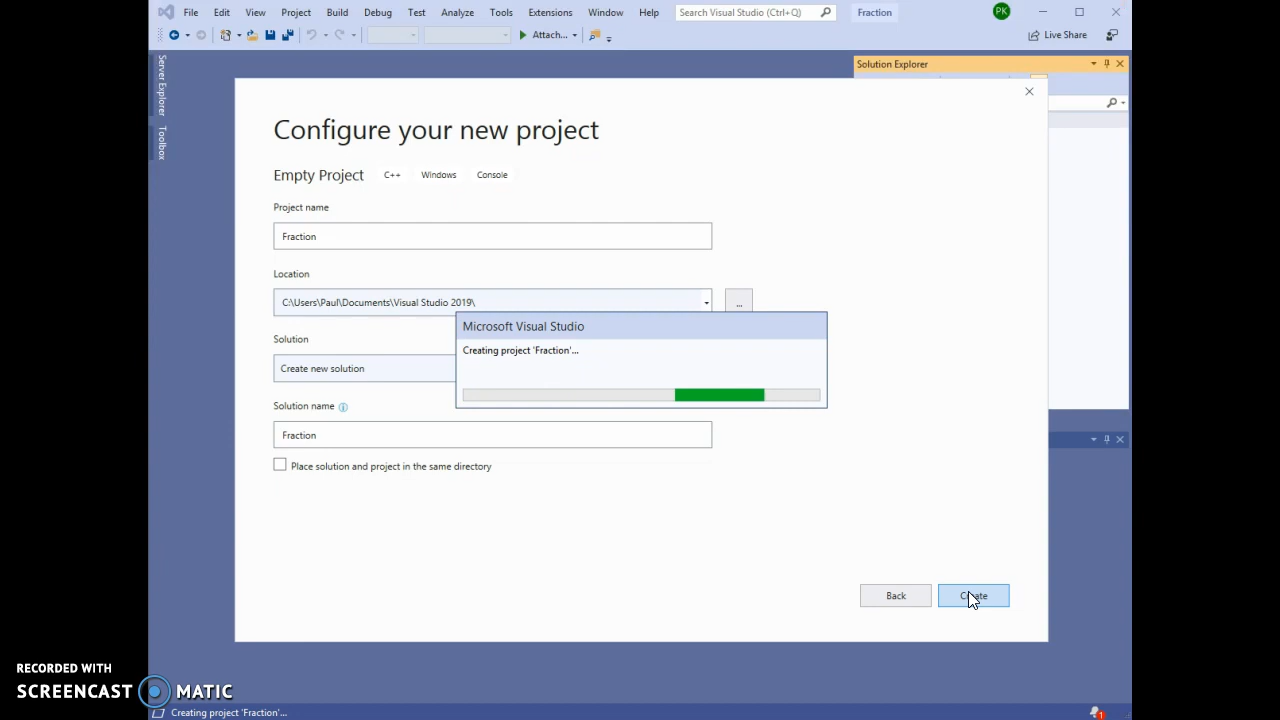 File Edit View Project Build Debug Test Analyze Tools Extensions Window Help Search Visual Studio (Ctrl+Q) Fraction PK
Attach... Live Share
Server Explorer
Toolbox
Solution Explorer
Configure your new project
Empty Project C++ Windows Console
Project name
Fraction
Location
C:\Users\Paul\Documents\Visual Studio 2019\
...
Solution
Create new solution
Microsoft Visual Studio
Creating project 'Fraction'...
Solution name
Fraction
Place solution and project in the same directory
Back Create
RECORDED WITH
SCREENCAST MATIC
Creating project 'Fraction'...
1